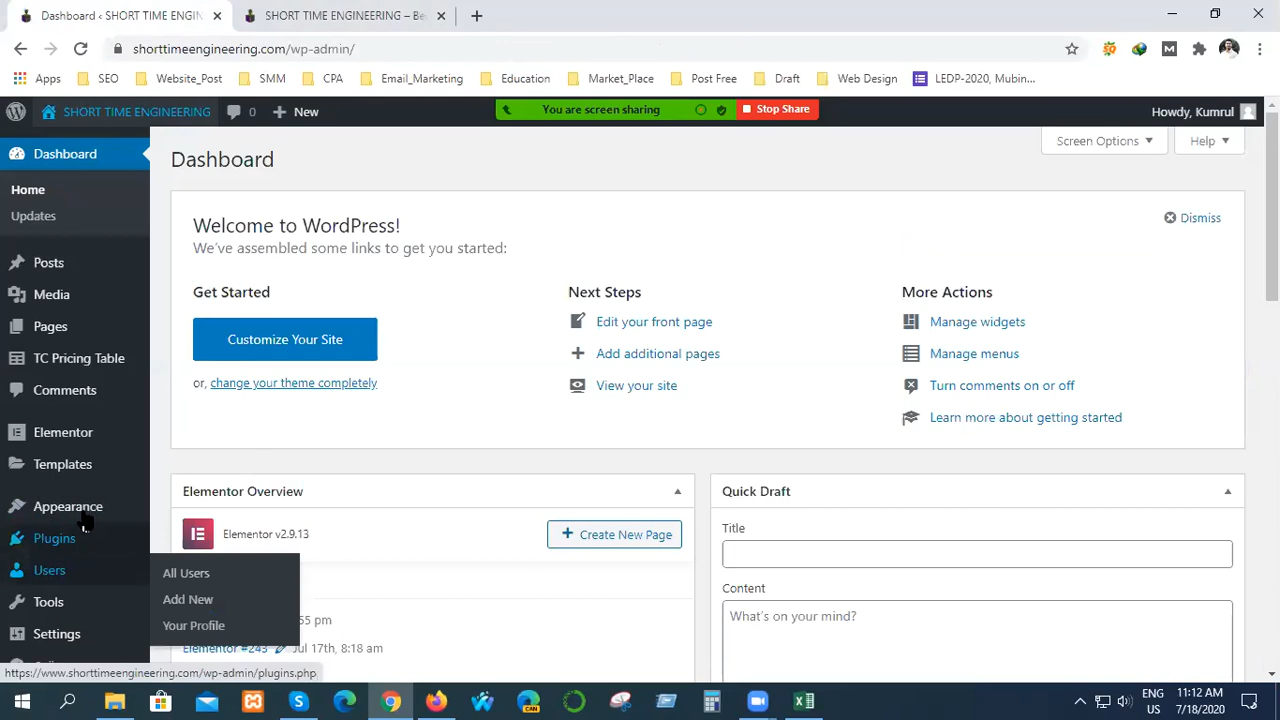 Dashboard ‹ SHORT TIME ENGINEERI
SHORT TIME ENGINEERING – Be
shorttimeengineering.com/wp-admin/
Apps
SEO
Website_Post
SMM
CPA
Email_Marketing
Education
Market_Place
Post Free
Draft
Web Design
LEDP-2020, Mubin...
SHORT TIME ENGINEERING
0
New
You are screen sharing
Stop Share
Howdy, Kumrul
Dashboard
Home
Updates
Posts
Media
Pages
TC Pricing Table
Comments
Elementor
Templates
Appearance
Plugins
Users
Tools
Settings
All Users
Add New
Your Profile
Dashboard
Screen Options
Help
Welcome to WordPress!
We’ve assembled some links to get you started:
Dismiss
Get Started
Customize Your Site
or, change your theme completely
Next Steps
Edit your front page
Add additional pages
View your site
More Actions
Manage widgets
Manage menus
Turn comments on or off
Learn more about getting started
Elementor Overview
Elementor v2.9.13
Create New Page
55 pm
Elementor #243 Jul 17th, 8:18 am
Quick Draft
Title
Content
What’s on your mind?
https://www.shorttimeengineering.com/wp-admin/plugins.php
CAN
ENG
US
11:12 AM
7/18/2020